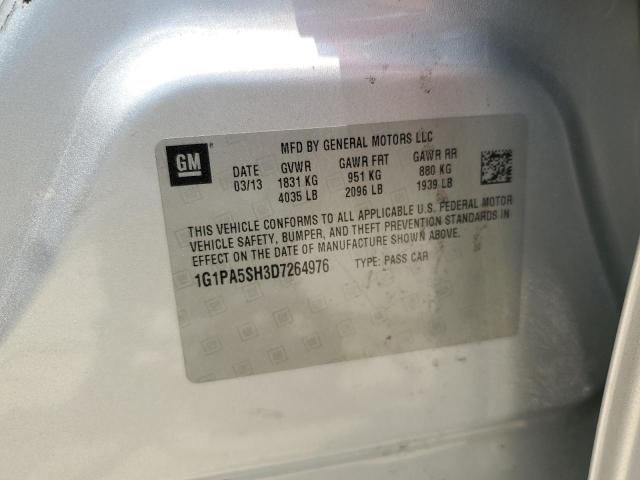 GM
MFD BY GENERAL MOTORS LLC
DATE GVWR GAWR FRT GAWR RR
03/13 1831 KG 951 KG 880 KG
4035 LB 2096 LB 1939 LB
THIS VEHICLE CONFORMS TO ALL APPLICABLE U.S. FEDERAL MOTOR
VEHICLE SAFETY, BUMPER, AND THEFT PREVENTION STANDARDS IN
EFFECT ON THE DATE OF MANUFACTURE SHOWN ABOVE.
1G1PA5SH3D7264976 TYPE: PASS CAR